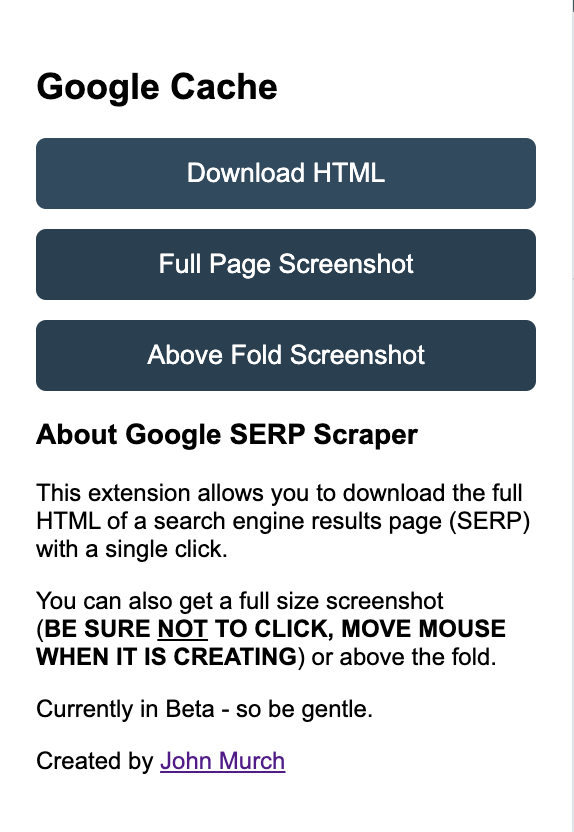 Google Cache
Download HTML
Full Page Screenshot
Above Fold Screenshot
About Google SERP Scraper
This extension allows you to download the full
HTML of a search engine results page (SERP)
with a single click.
You can also get a full size screenshot
(BE SURE NOT TO CLICK, MOVE MOUSE
WHEN IT IS CREATING) or above the fold.
Currently in Beta - so be gentle.
Created by John Murch